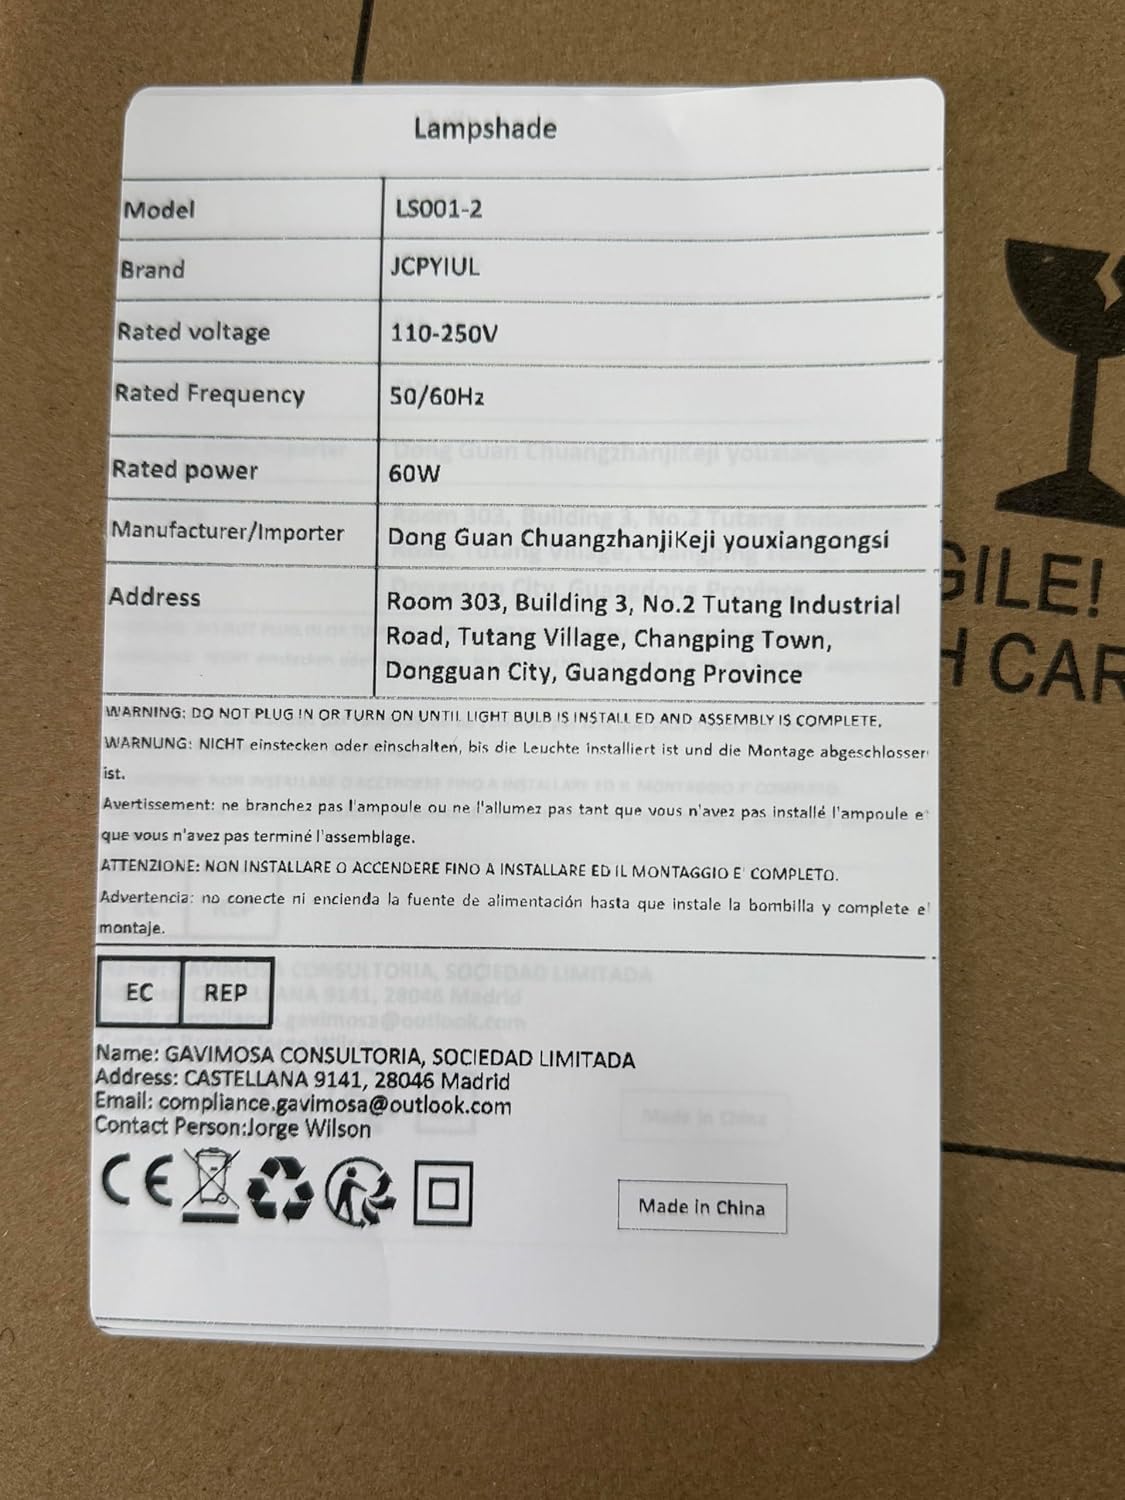 Lampshade
Model LS001-2
Brand JCPYIUL
Rated voltage 110-250V
Rated Frequency 50/60Hz
Rated power 60W
Manufacturer/Importer Dong Guan ChuangzhanjiKeji youxiangongsi
Address Room 303, Building 3, No.2 Tutang Industrial
Road, Tutang Village, Changping Town,
Dongguan City, Guangdong Province
WARNING: DO NOT PLUG IN OR TURN ON UNTIL LIGHT BULB IS INSTALLED AND ASSEMBLY IS COMPLETE.
WARNUNG: NICHT einstecken oder einschalten, bis die Leuchte installiert ist und die Montage abgeschlossen
ist.
Avertissement: ne branchez pas l'ampoule ou ne l'allumez pas tant que vous n'avez pas installé l'ampoule e
que vous n'avez pas terminé l'assemblage.
ATTENZIONE: NON INSTALLARE O ACCENDERE FINO A INSTALLARE ED IL MONTAGGIO E' COMPLETO.
Advertencia: no conecte ni encienda la fuente de alimentación hasta que instale la bombilla y complete el
montaje.
EC REP
Name: GAVIMOSA CONSULTORIA, SOCIEDAD LIMITADA
Address: CASTELLANA 9141, 28046 Madrid
Email: compliance.gavimosa@outlook.com
Contact Person:Jorge Wilson
CE
Made in China
GILE!
H CAR